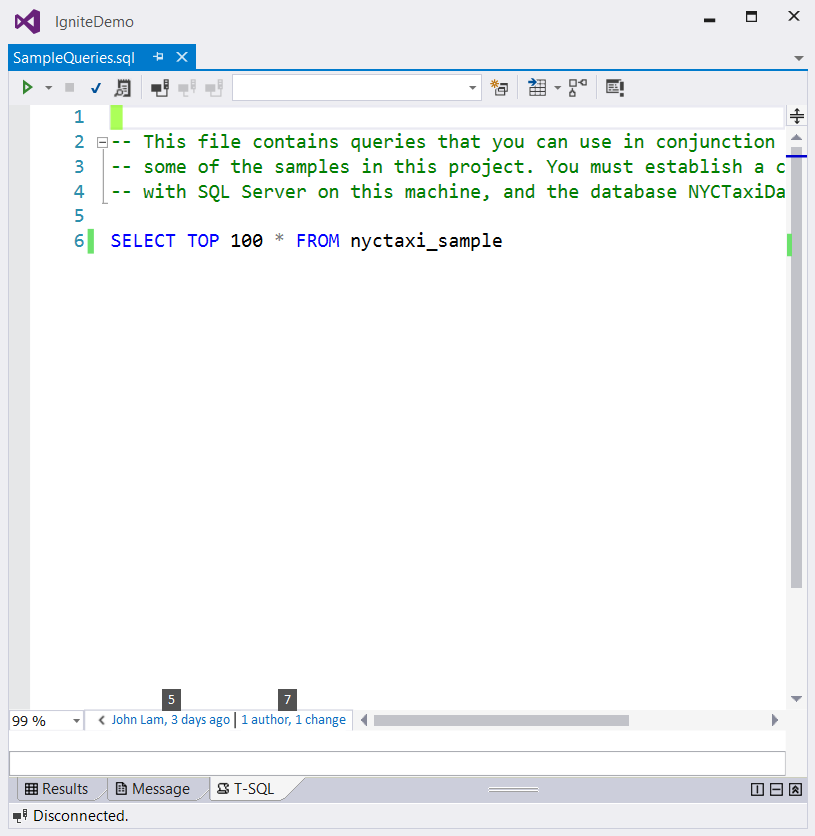 IgniteDemo
SampleQueries.sql
1
2 -- This file contains queries that you can use in conjunction
3 -- some of the samples in this project. You must establish a c
4 -- with SQL Server on this machine, and the database NYCTaxiDa
5
6 SELECT TOP 100 * FROM nyctaxi_sample
5 7
99 % John Lam, 3 days ago | 1 author, 1 change
Results Message T-SQL
Disconnected.